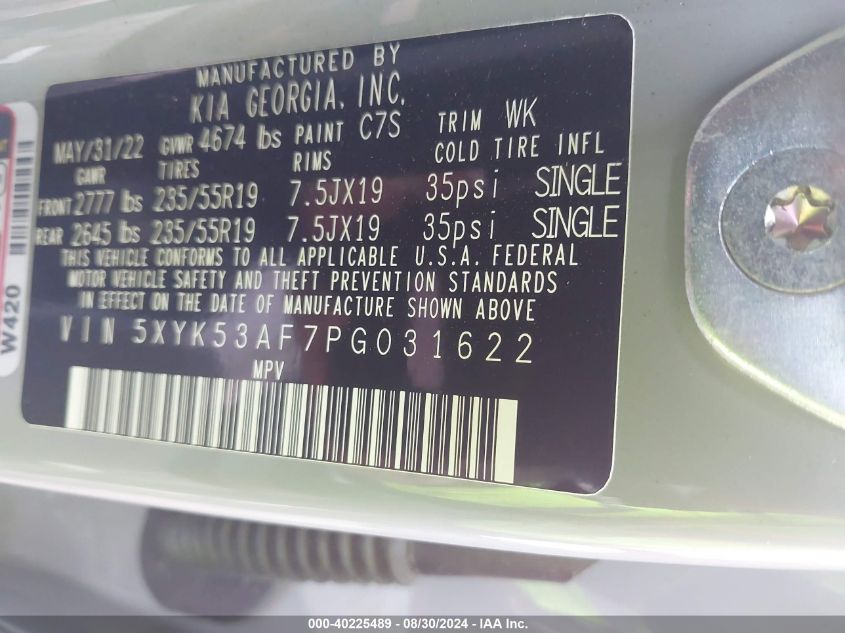 MANUFACTURED BY
KIA GEORGIA, INC.
MAY/31/22 GVWR 4674 lbs PAINT C7S TRIM WK
GAWR TIRES RIMS COLD TIRE INFL
FRONT 2777 lbs 235/55R19 7.5JX19 35psi SINGLE
REAR 2645 lbs 235/55R19 7.5JX19 35psi SINGLE
THIS VEHICLE CONFORMS TO ALL APPLICABLE U.S.A. FEDERAL
MOTOR VEHICLE SAFETY AND THEFT PREVENTION STANDARDS
IN EFFECT ON THE DATE OF MANUFACTURE SHOWN ABOVE
VIN 5XYK53AF7PG031622
MPV
W420
000-40225489 - 08/30/2024 - IAA Inc.